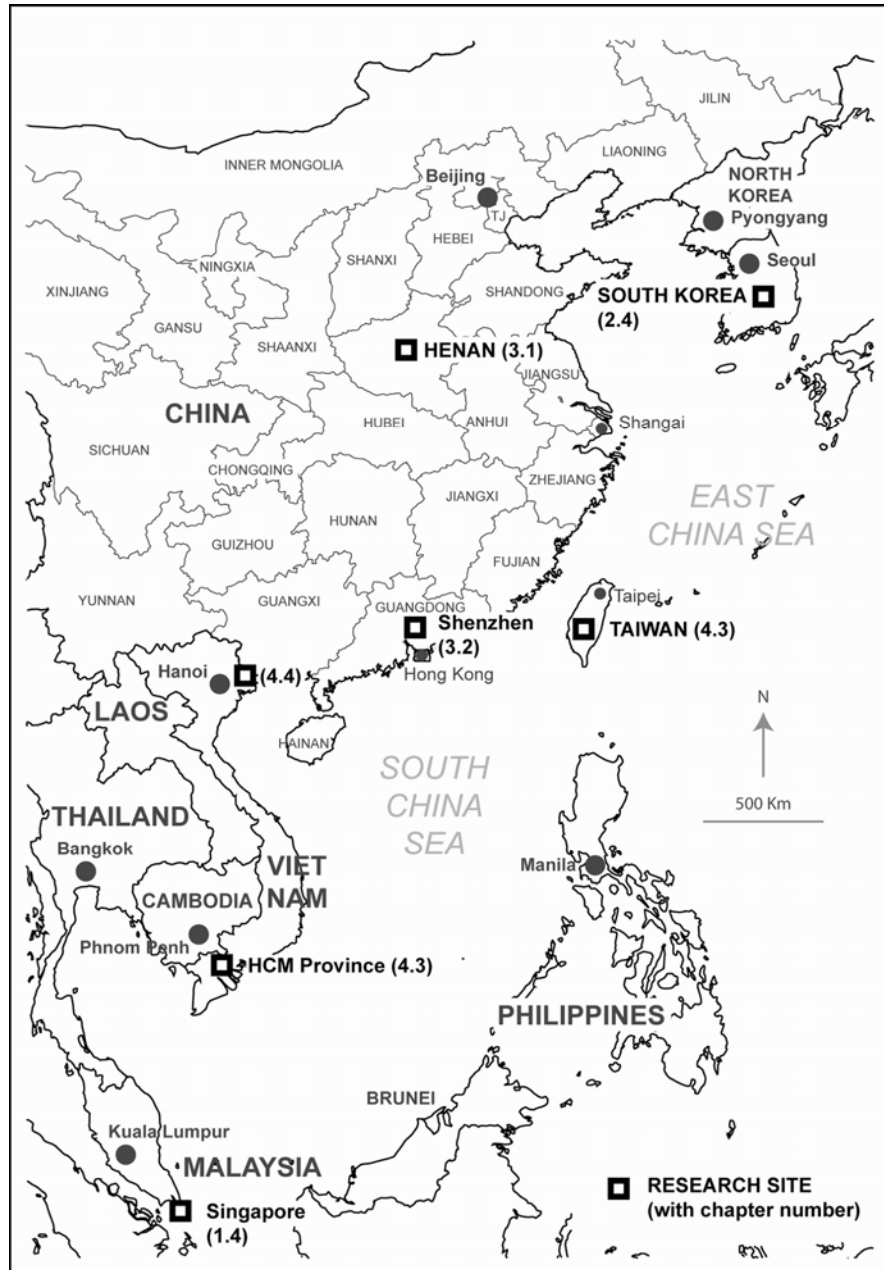 JILIN
LIAONING
INNER MONGOLIA
NORTH
KOREA
Beijing
TJ
Pyongyang
HEBEI
SHANXI
NINGXIA
Seoul
XINJIANG
SHANDONG
SOUTH KOREA
(2.4)
GANSU
SHAANXI
HENAN (3.1)
JIANGSU
CHINA
HUBEI
ANHUI
Shangai
SICHUAN
CHONGQING
ZHEJIANG
HUNAN
JIANGXI
EAST
CHINA SEA
GUIZHOU
FUJIAN
YUNNAN
GUANGXI
GUANGDONG
Taipei
Shenzhen
(3.2)
TAIWAN (4.3)
Hong Kong
Hanoi
(4.4)
LAOS
HAINAN
N
SOUTH
CHINA
SEA
500 Km
THAILAND
Bangkok
VIET
NAM
Manila
CAMBODIA
Phnom Penh
HCM Province (4.3)
PHILIPPINES
BRUNEI
Kuala Lumpur
MALAYSIA
Singapore
(1.4)
RESEARCH SITE
(with chapter number)